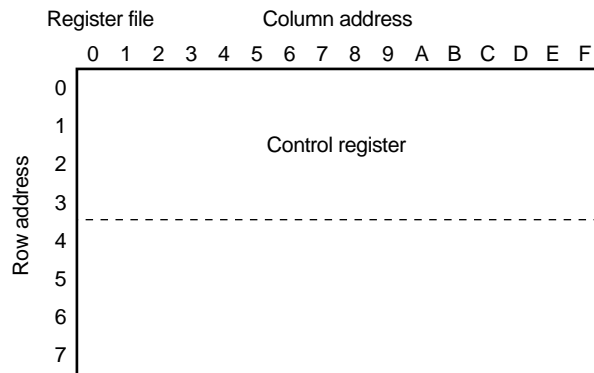 Register file Column address
0 1 2 3 4 5 6 7 8 9 A B C D E F
Row address
0
1
Control register
2
3
4
5
6
7